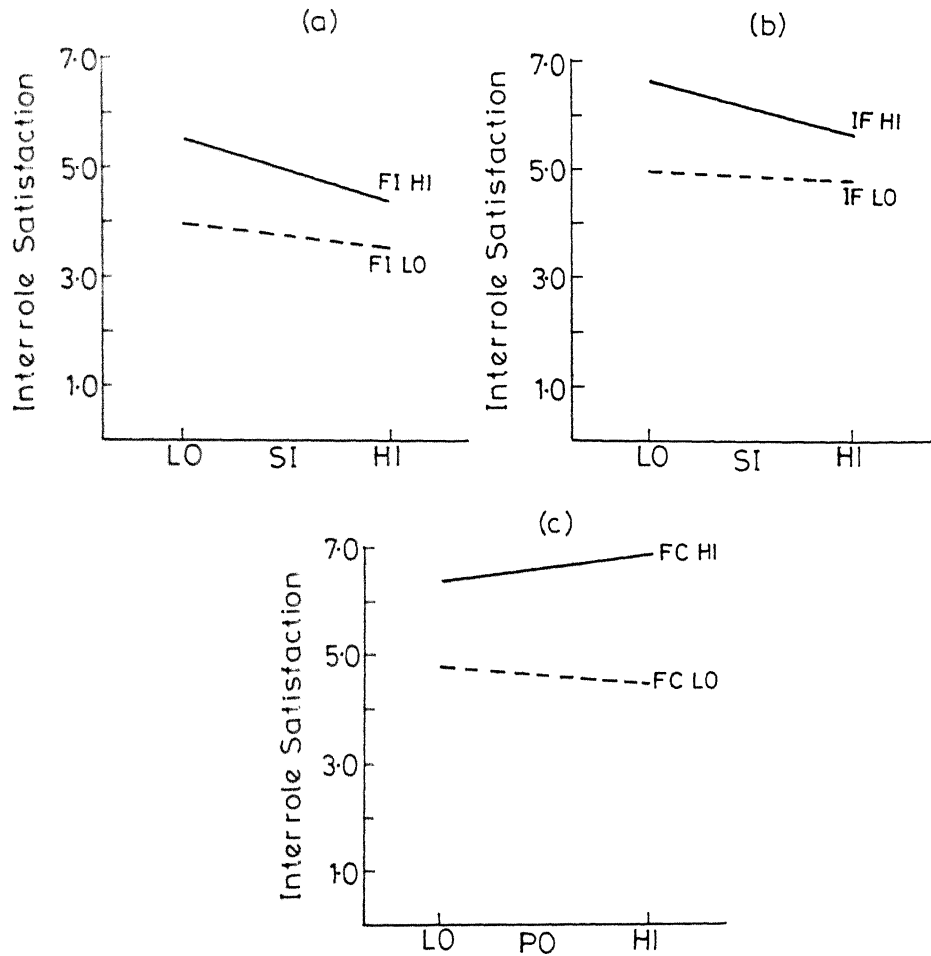 (a)
7·0
5·0
3·0
1·0
Interrole Satisfaction
FI HI
FI LO
LO SI HI
(b)
7·0
5·0
3·0
1·0
Interrole Satisfaction
IF HI
IF LO
LO SI HI
(c)
7·0
5·0
3·0
1·0
Interrole Satisfaction
FC HI
FC LO
LO PO HI